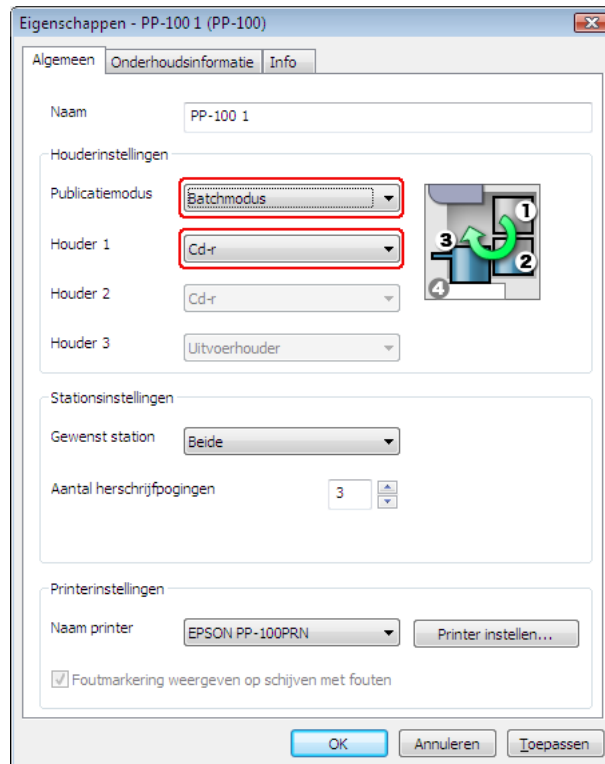 Eigenschappen - PP-100 1 (PP-100)
Algemeen Onderhoudsinformatie Info
Naam PP-100 1
Houderinstellingen
Publicatiemodus Batchmodus
Houder 1 Cd-r
Houder 2 Cd-r
Houder 3 Uitvoerhouder
1
3
2
4
Stationsinstellingen
Gewenst station Beide
Aantal herschrijfpogingen 3
Printerinstellingen
Naam printer EPSON PP-100PRN Printer instellen...
Foutmarkering weergeven op schijven met fouten
OK Annuleren Toepassen